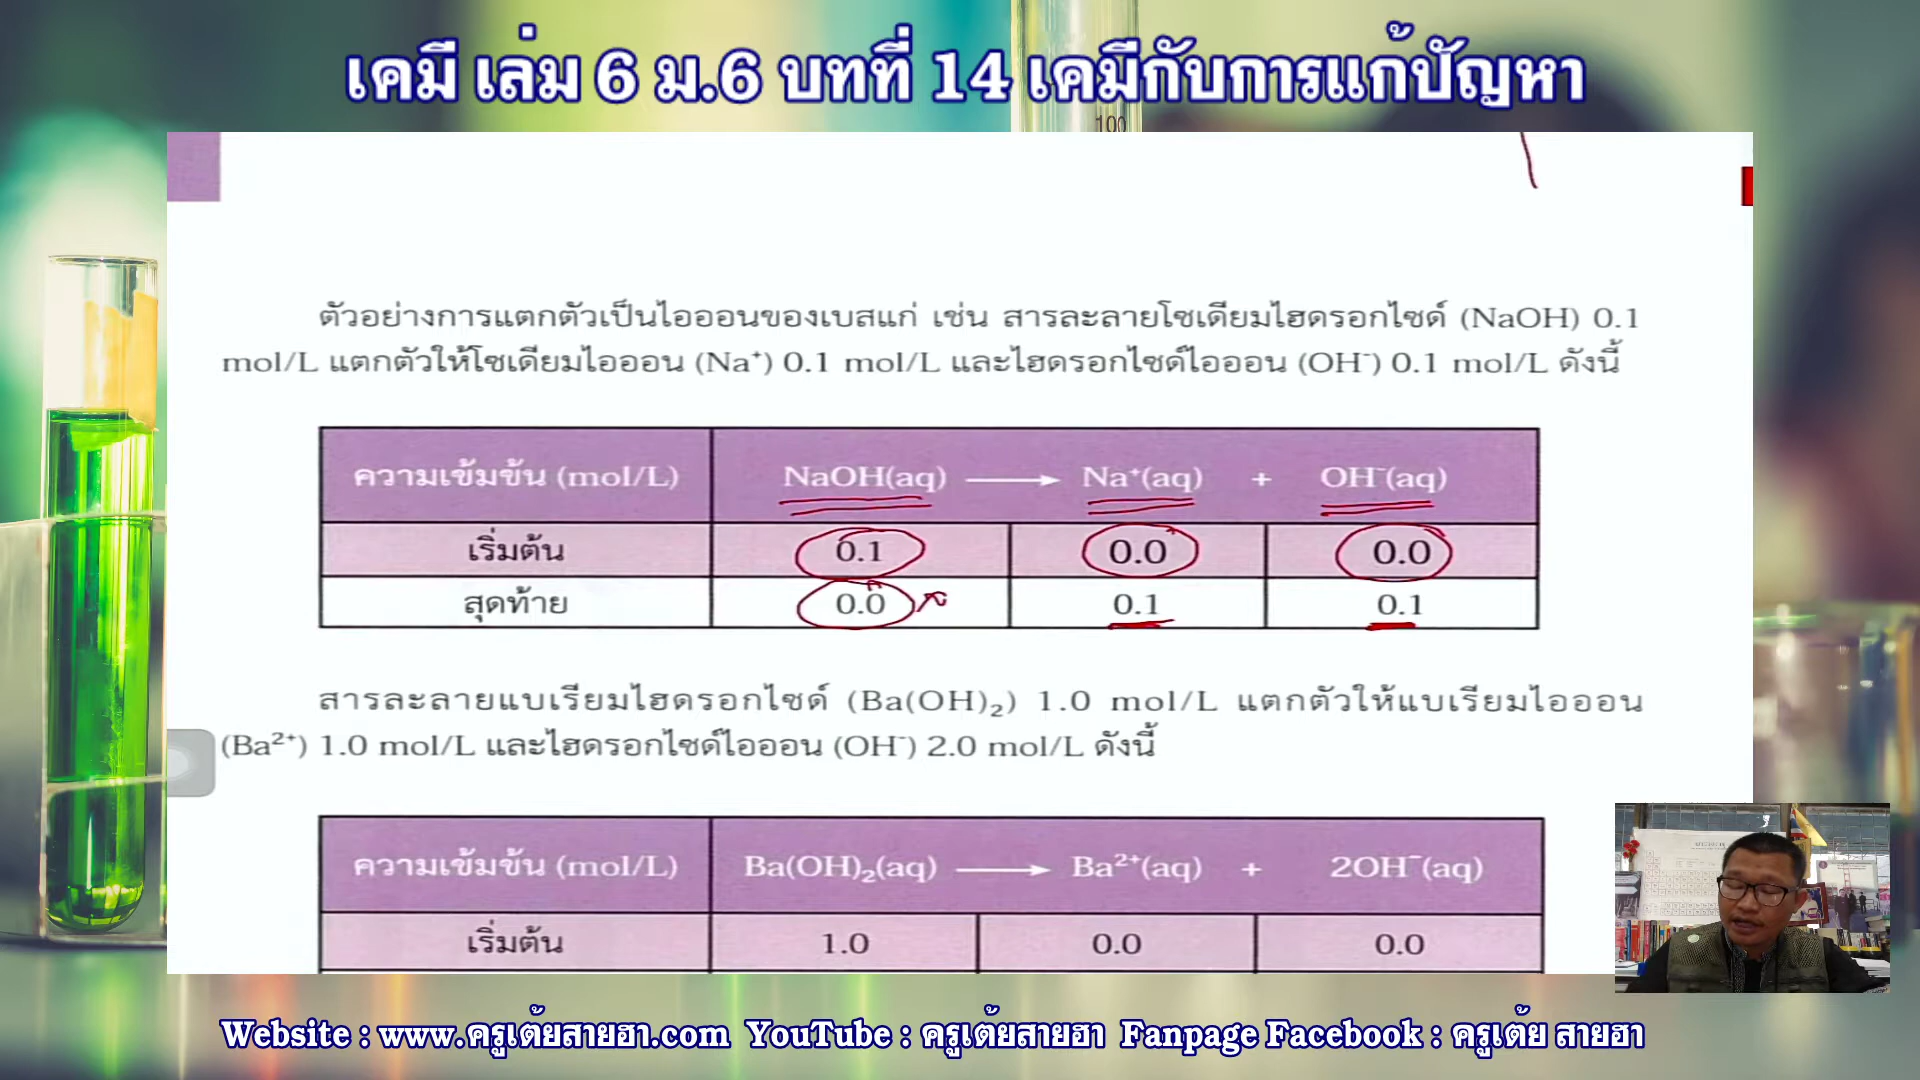 เคมี เล่ม 6 ม.6 บทที่ 14 เคมีกับการแก้ปัญหา
100
ตัวอย่างการแตกตัวเป็นไอออนของเบสแก่ เช่น สารละลายโซเดียมไฮดรอกไซด์ (NaOH) 0.1
mol/L แตกตัวให้โซเดียมไอออน (Na⁺) 0.1 mol/L และไฮดรอกไซด์ไอออน (OH⁻) 0.1 mol/L ดังนี้
ความเข้มข้น (mol/L) NaOH(aq) ⟶ Na⁺(aq) + OH⁻(aq)
เริ่มต้น 0.1 0.0 0.0
สุดท้าย 0.0 0.1 0.1
สารละลายแบเรียมไฮดรอกไซด์ (Ba(OH)₂) 1.0 mol/L แตกตัวให้แบเรียมไอออน
(Ba²⁺) 1.0 mol/L และไฮดรอกไซด์ไอออน (OH⁻) 2.0 mol/L ดังนี้
ความเข้มข้น (mol/L) Ba(OH)₂(aq) ⟶ Ba²⁺(aq) + 2OH⁻(aq)
เริ่มต้น 1.0 0.0 0.0
Website : www.ครูเต้ยสายฮา.com YouTube : ครูเต้ยสายฮา Fanpage Facebook : ครูเต้ย สายฮา